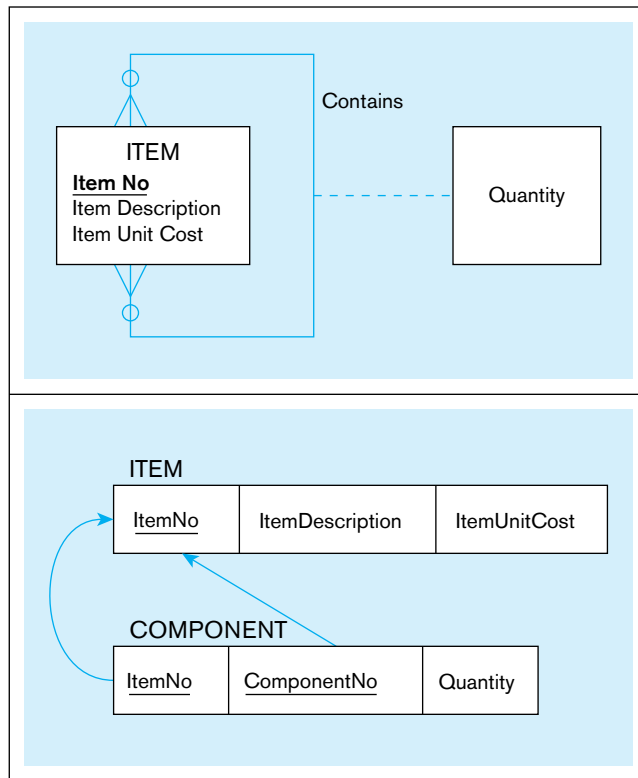 Contains
ITEM
Item No
Item Description
Item Unit Cost
Quantity
ITEM
ItemNo ItemDescription ItemUnitCost
COMPONENT
ItemNo ComponentNo Quantity